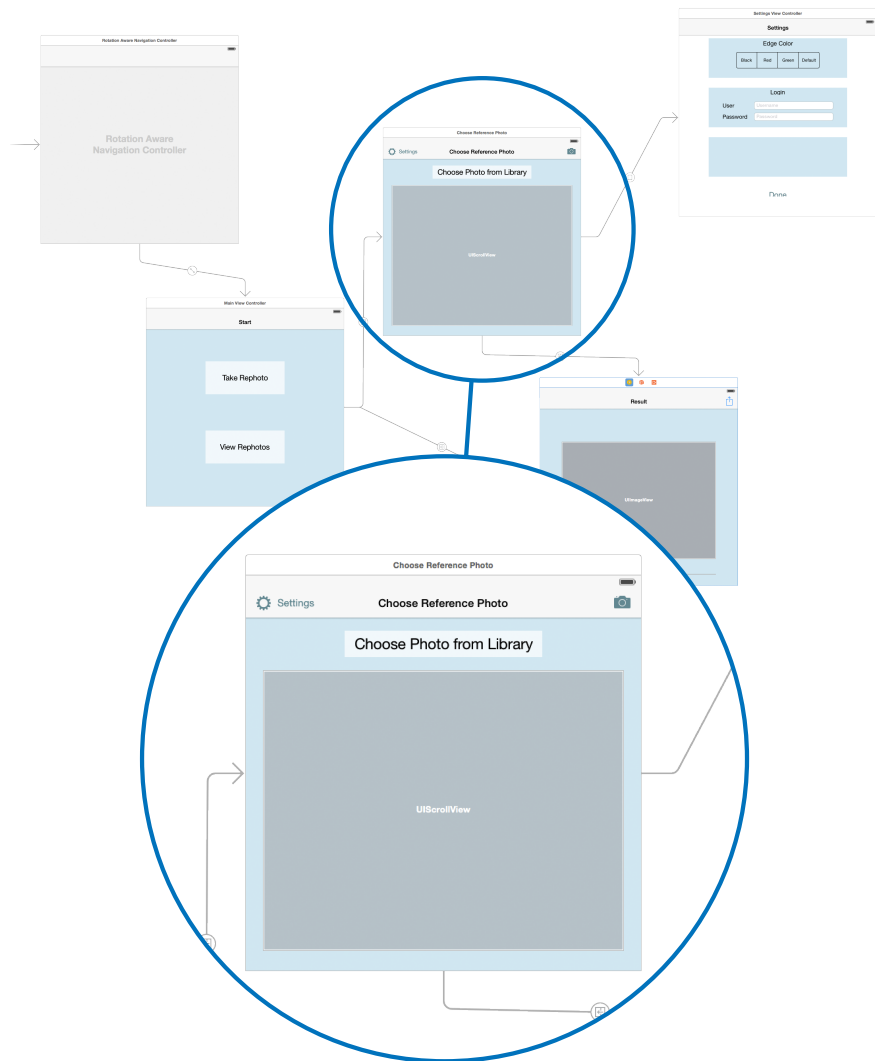 Settings View Controller
Settings
Edge Color
Black Red Green Default
Login
User Username
Password Password
Done
Rotation Aware Navigation Controller
Rotation Aware
Navigation Controller
Choose Reference Photo
Settings Choose Reference Photo
Choose Photo from Library
UIScrollView
Main View Controller
Start
Take Rephoto
View Rephotos
Result
UIImageView
Choose Reference Photo
Settings Choose Reference Photo
Choose Photo from Library
UIScrollView